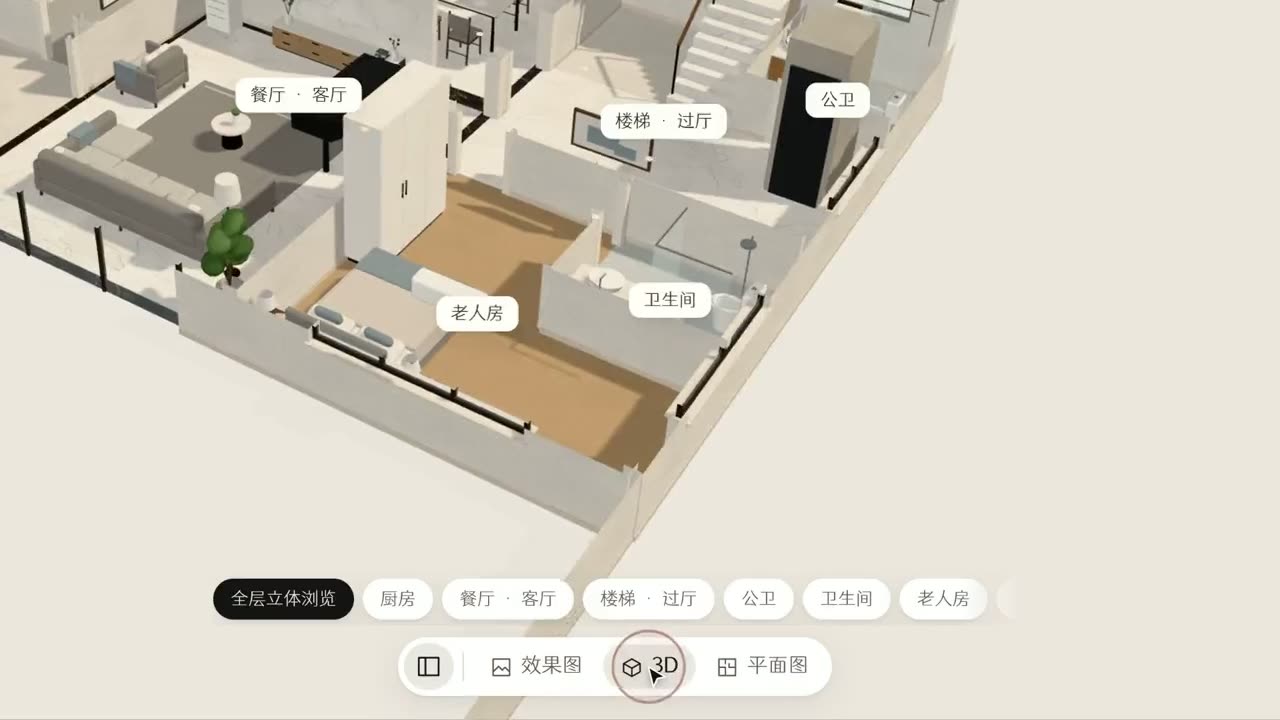 餐厅 · 客厅
公卫
楼梯 · 过厅
卫生间
老人房
全层立体浏览
厨房
餐厅 · 客厅
楼梯 · 过厅
公卫
卫生间
老人房
效果图
3D
平面图